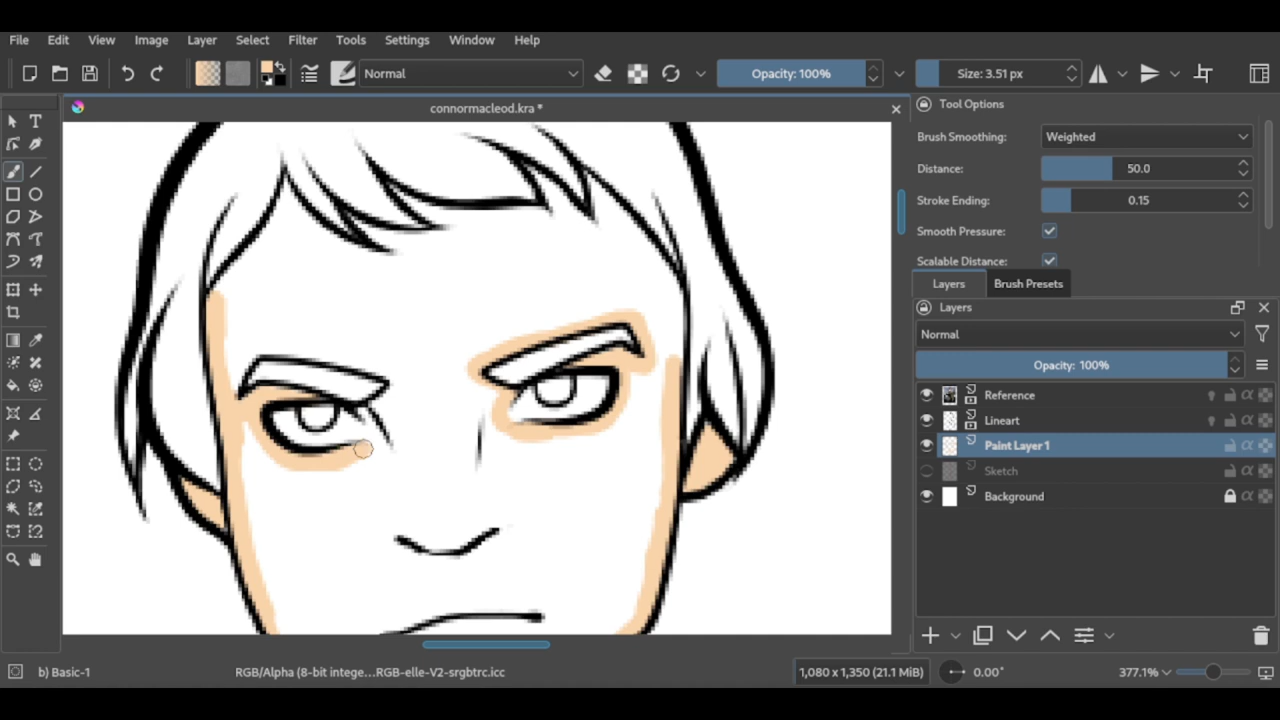 File Edit View Image Layer Select Filter Tools Settings Window Help
Normal Opacity: 100% Size: 3.51 px
connormacleod.kra *
Tool Options
Brush Smoothing: Weighted
Distance: 50.0
Stroke Ending: 0.15
Smooth Pressure:
Scalable Distance:
Layers Brush Presets
Layers
Normal
Opacity: 100%
Reference
Lineart
Paint Layer 1
Sketch
Background
b) Basic-1 RGB/Alpha (8-bit intege...RGB-elle-V2-srgbtrc.icc 1,080 x 1,350 (21.1 MiB) 0.00° 377.1%